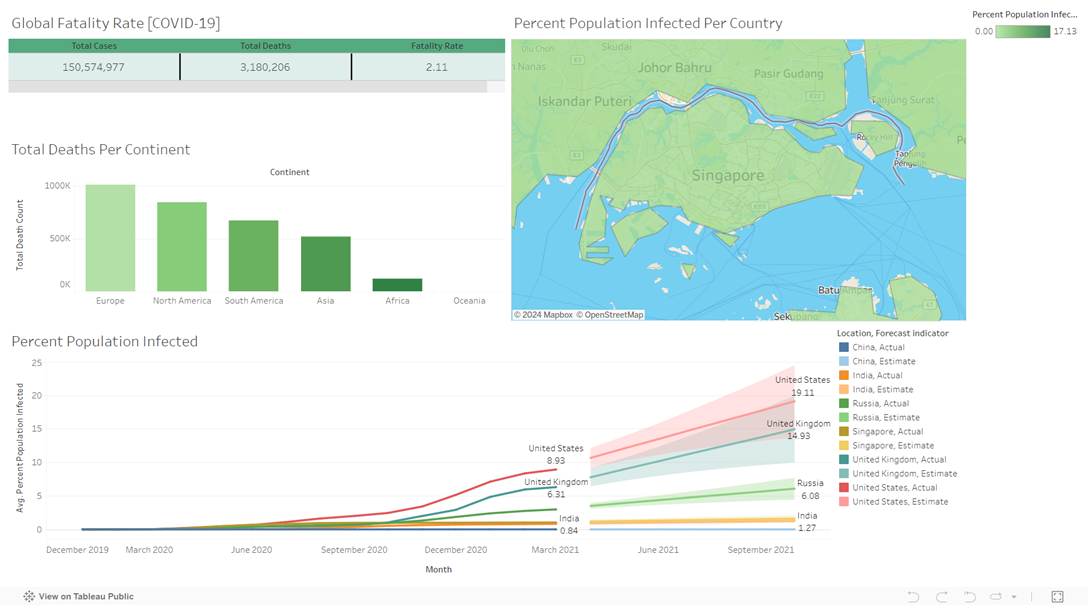 Global Fatality Rate [COVID-19]
Total Cases Total Deaths Fatality Rate
150,574,977 3,180,206 2.11
Total Deaths Per Continent
Continent
Total Death Count
1000K
500K
0K
Europe North America South America Asia Africa Oceania
Percent Population Infected Per Country
Ulu Choh
Skudai
Nanas
E3
Johor Bahru
Pasir Gudang
E22
Iskandar Puteri
Tanjung Surat
Rocky Hill
E3
Singapore
Batu Ampar
43
© 2024 Mapbox © OpenStreetMap
Percent Population Infec...
0.00 17.13
Percent Population Infected
Avg. Percent Population Infected
25
20
15
10
5
0
United States
19.11
United Kingdom
14.93
United States
8.93
United Kingdom
6.31
Russia
6.08
India
0.84
India
1.27
December 2019 March 2020 June 2020 September 2020 December 2020 March 2021 June 2021 September 2021
Month
Location, Forecast indicator
China, Actual
China, Estimate
India, Actual
India, Estimate
Russia, Actual
Russia, Estimate
Singapore, Actual
Singapore, Estimate
United Kingdom, Actual
United Kingdom, Estimate
United States, Actual
United States, Estimate
View on Tableau Public